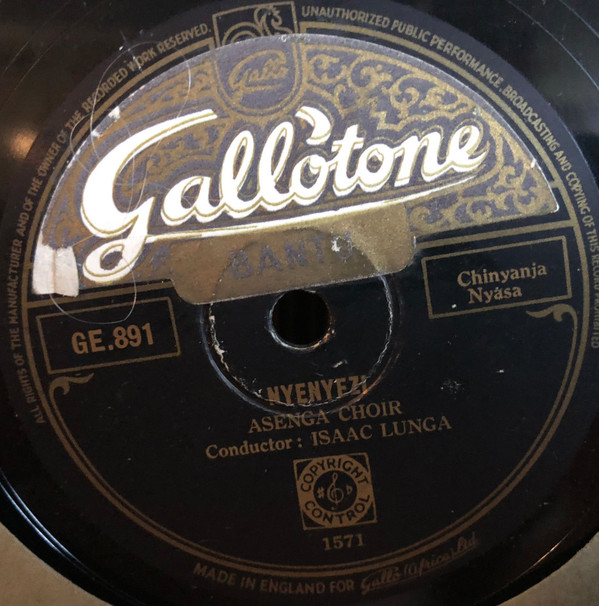 ALL RIGHTS OF THE MANUFACTURER AND OF THE OWNER OF THE RECORDED WORK RESERVED.
UNAUTHORIZED PUBLIC PERFORMANCE, BROADCASTING AND COPYING OF THIS RECORD PROHIBITED
Gallo
Gallotone
BANTU
Chinyanja
Nyasa
GE.891
NYENYEZI
ASENGA CHOIR
Conductor: ISAAC LUNGA
COPYRIGHT
CONTROL
1571
MADE IN ENGLAND FOR Gallo (Africa) Ltd